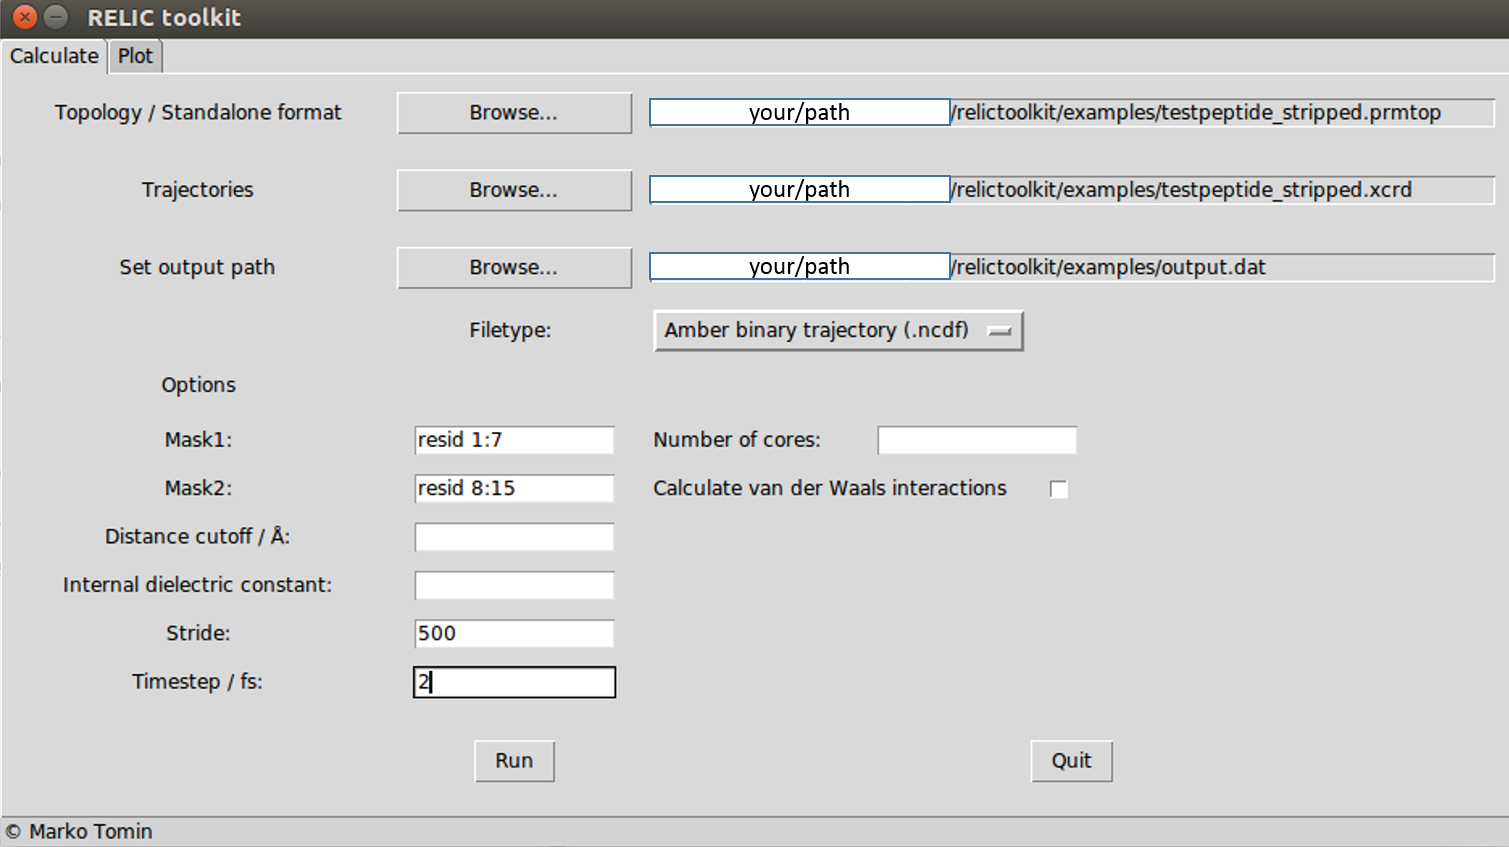 RELIC toolkit
Calculate Plot
Topology / Standalone format Browse... your/path /relictoolkit/examples/testpeptide_stripped.prmtop
Trajectories Browse... your/path /relictoolkit/examples/testpeptide_stripped.xcrd
Set output path Browse... your/path /relictoolkit/examples/output.dat
Filetype: Amber binary trajectory (.ncdf)
Options
Mask1: resid 1:7 Number of cores:
Mask2: resid 8:15 Calculate van der Waals interactions
Distance cutoff / Å:
Internal dielectric constant:
Stride: 500
Timestep / fs: 2
Run Quit
© Marko Tomin